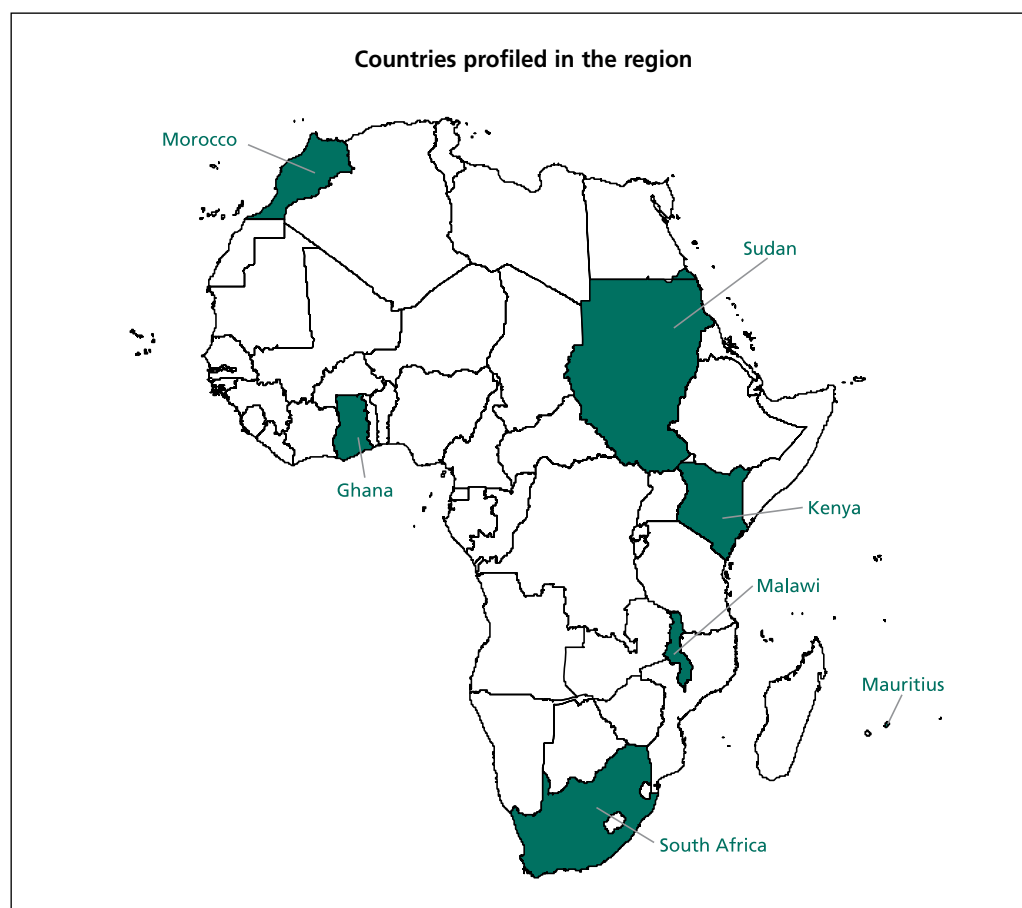 Countries profiled in the region
Morocco
Sudan
Ghana
Kenya
Malawi
Mauritius
South Africa